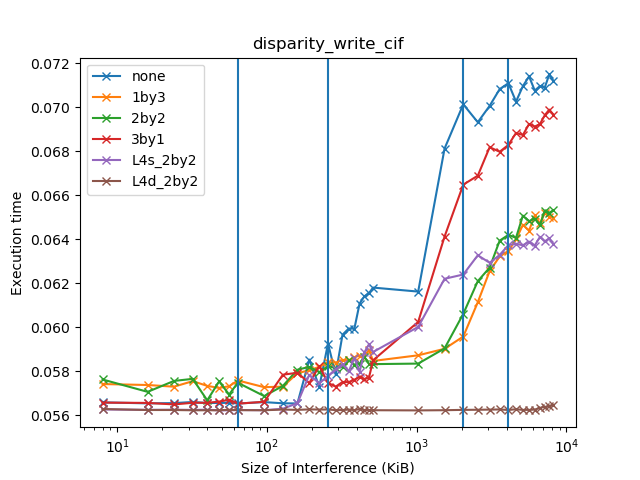 disparity_write_cif
Execution time
0.072
0.070
0.068
0.066
0.064
0.062
0.060
0.058
0.056
none
1by3
2by2
3by1
L4s_2by2
L4d_2by2
10¹ 10² 10³ 10⁴
Size of Interference (KiB)